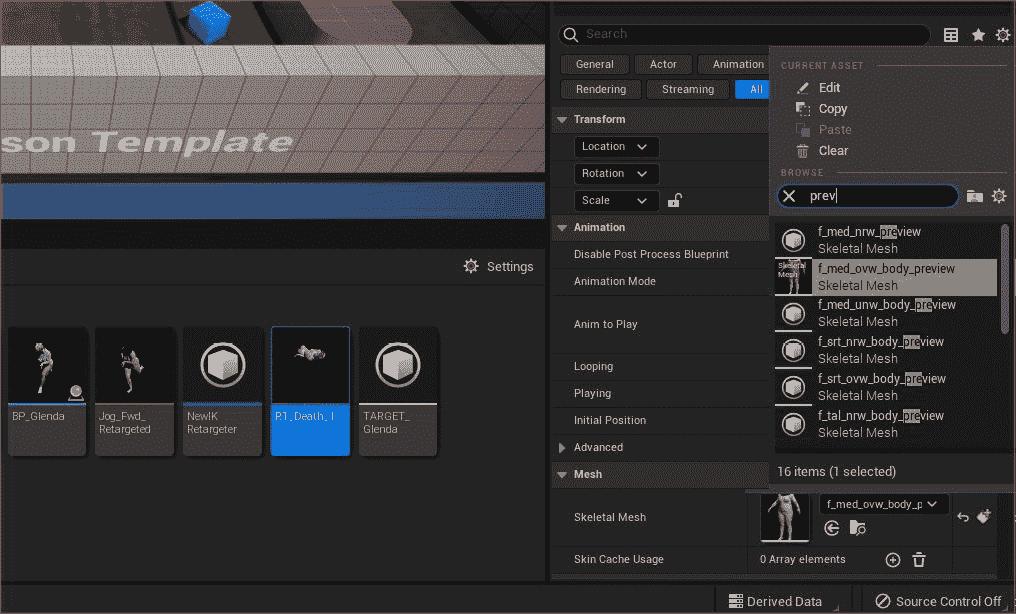 son Template
Settings
BP_Glenda
Jog_Fwd_
Retargeted
NewIK
Retargeter
P1_Death_1
TARGET_
Glenda
Search
General
Actor
Animation
Rendering
Streaming
All
Transform
Location
Rotation
Scale
Animation
Disable Post Process Blueprint
Animation Mode
Anim to Play
Looping
Playing
Initial Position
Advanced
Mesh
Skeletal Mesh
f_med_ovw_body_p
Skin Cache Usage
0 Array elements
CURRENT ASSET
Edit
Copy
Paste
Clear
BROWSE
prev
f_med_nrw_preview
Skeletal Mesh
Skeletal
Mesh
f_med_ovw_body_preview
Skeletal Mesh
f_med_unw_body_preview
Skeletal Mesh
f_srt_nrw_body_preview
Skeletal Mesh
f_srt_ovw_body_preview
Skeletal Mesh
f_tal_nrw_body_preview
Skeletal Mesh
16 items (1 selected)
Derived Data
Source Control Off